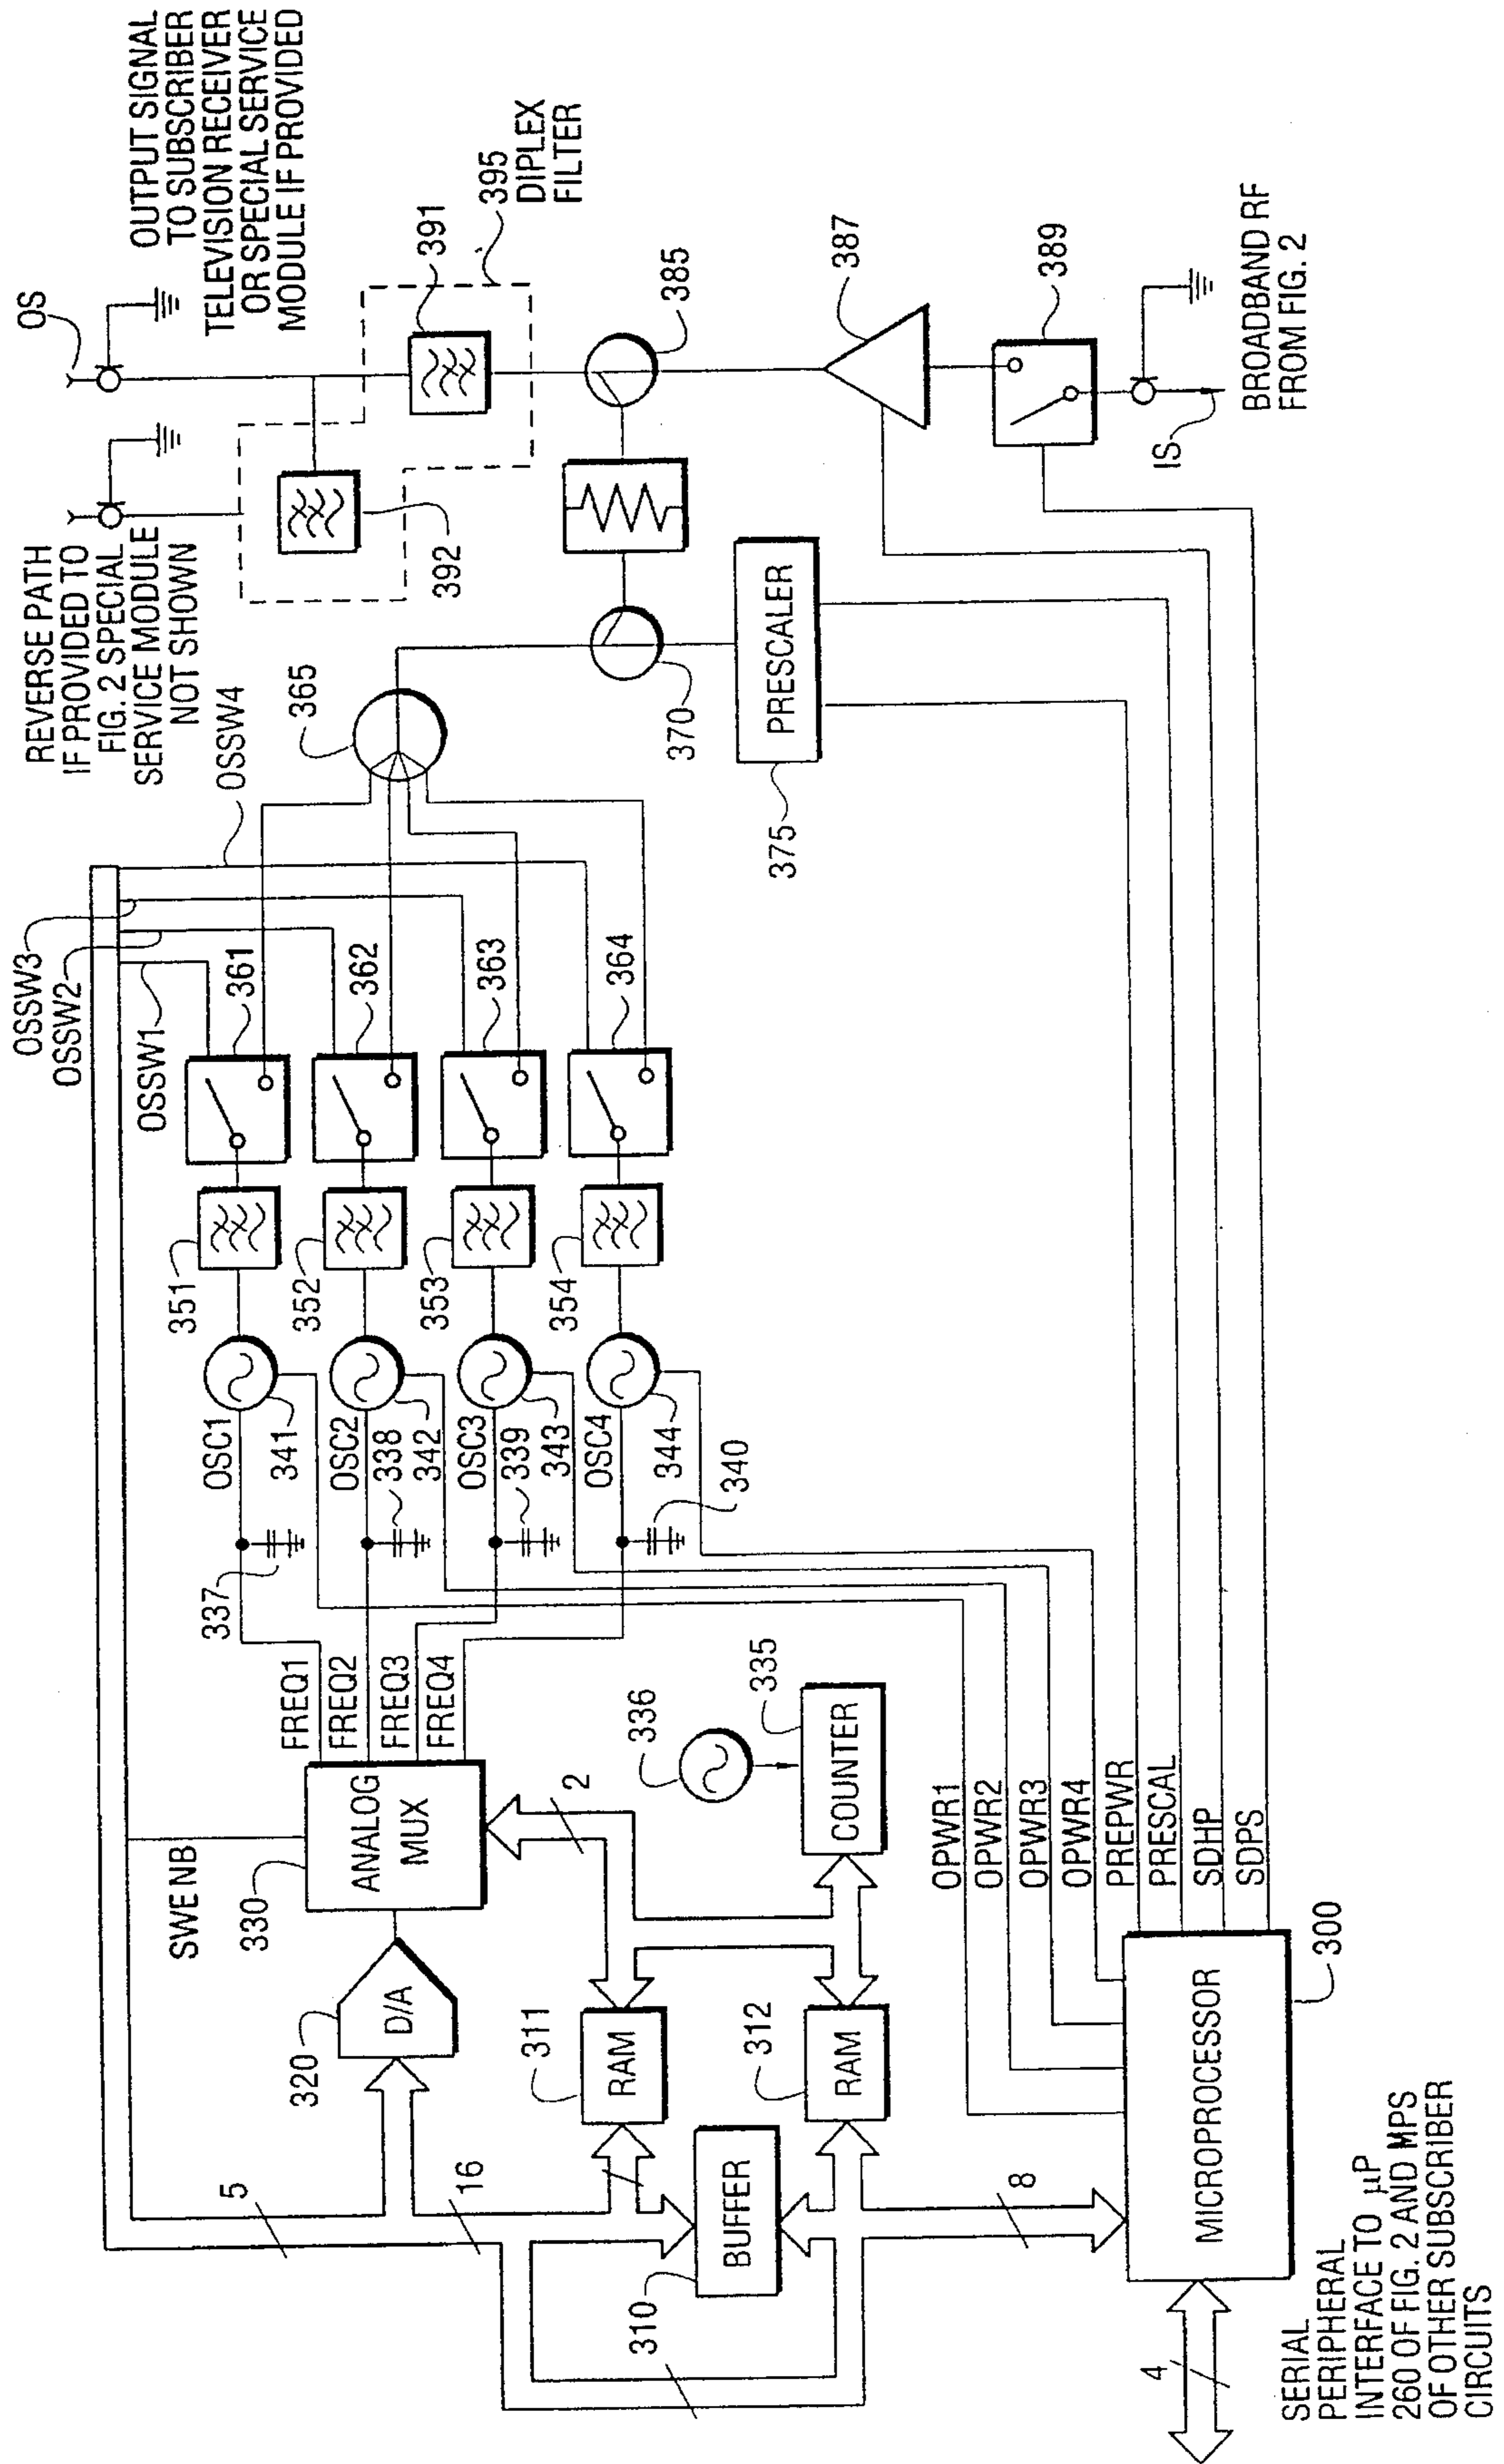 REVERSE PATH
IF PROVIDED TO
FIG. 2 SPECIAL
SERVICE MODULE
NOT SHOWN
OS
OUTPUT SIGNAL
TO SUBSCRIBER
TELEVISION RECEIVER
OR SPECIAL SERVICE
MODULE IF PROVIDED
391
395
DIPLEX
FILTER
392
385
387
389
IS
BROADBAND RF
FROM FIG. 2
365
370
PRESCALER
375
OSSW4
OSSW3
OSSW2
OSSW1
361
362
363
364
351
352
353
354
OSC1
341
OSC2
338
342
OSC3
339
343
OSC4
344
340
337
FREQ1
FREQ2
FREQ3
FREQ4
SWENB
330
ANALOG
MUX
2
336
335
COUNTER
320
D/A
311
RAM
312
RAM
5
16
310
BUFFER
8
OPWR1
OPWR2
OPWR3
OPWR4
PREPWR
PRESCAL
SDHP
SDPS
300
MICROPROCESSOR
4
SERIAL
PERIPHERAL
INTERFACE TO µP
260 OF FIG. 2 AND MPS
OF OTHER SUBSCRIBER
CIRCUITS